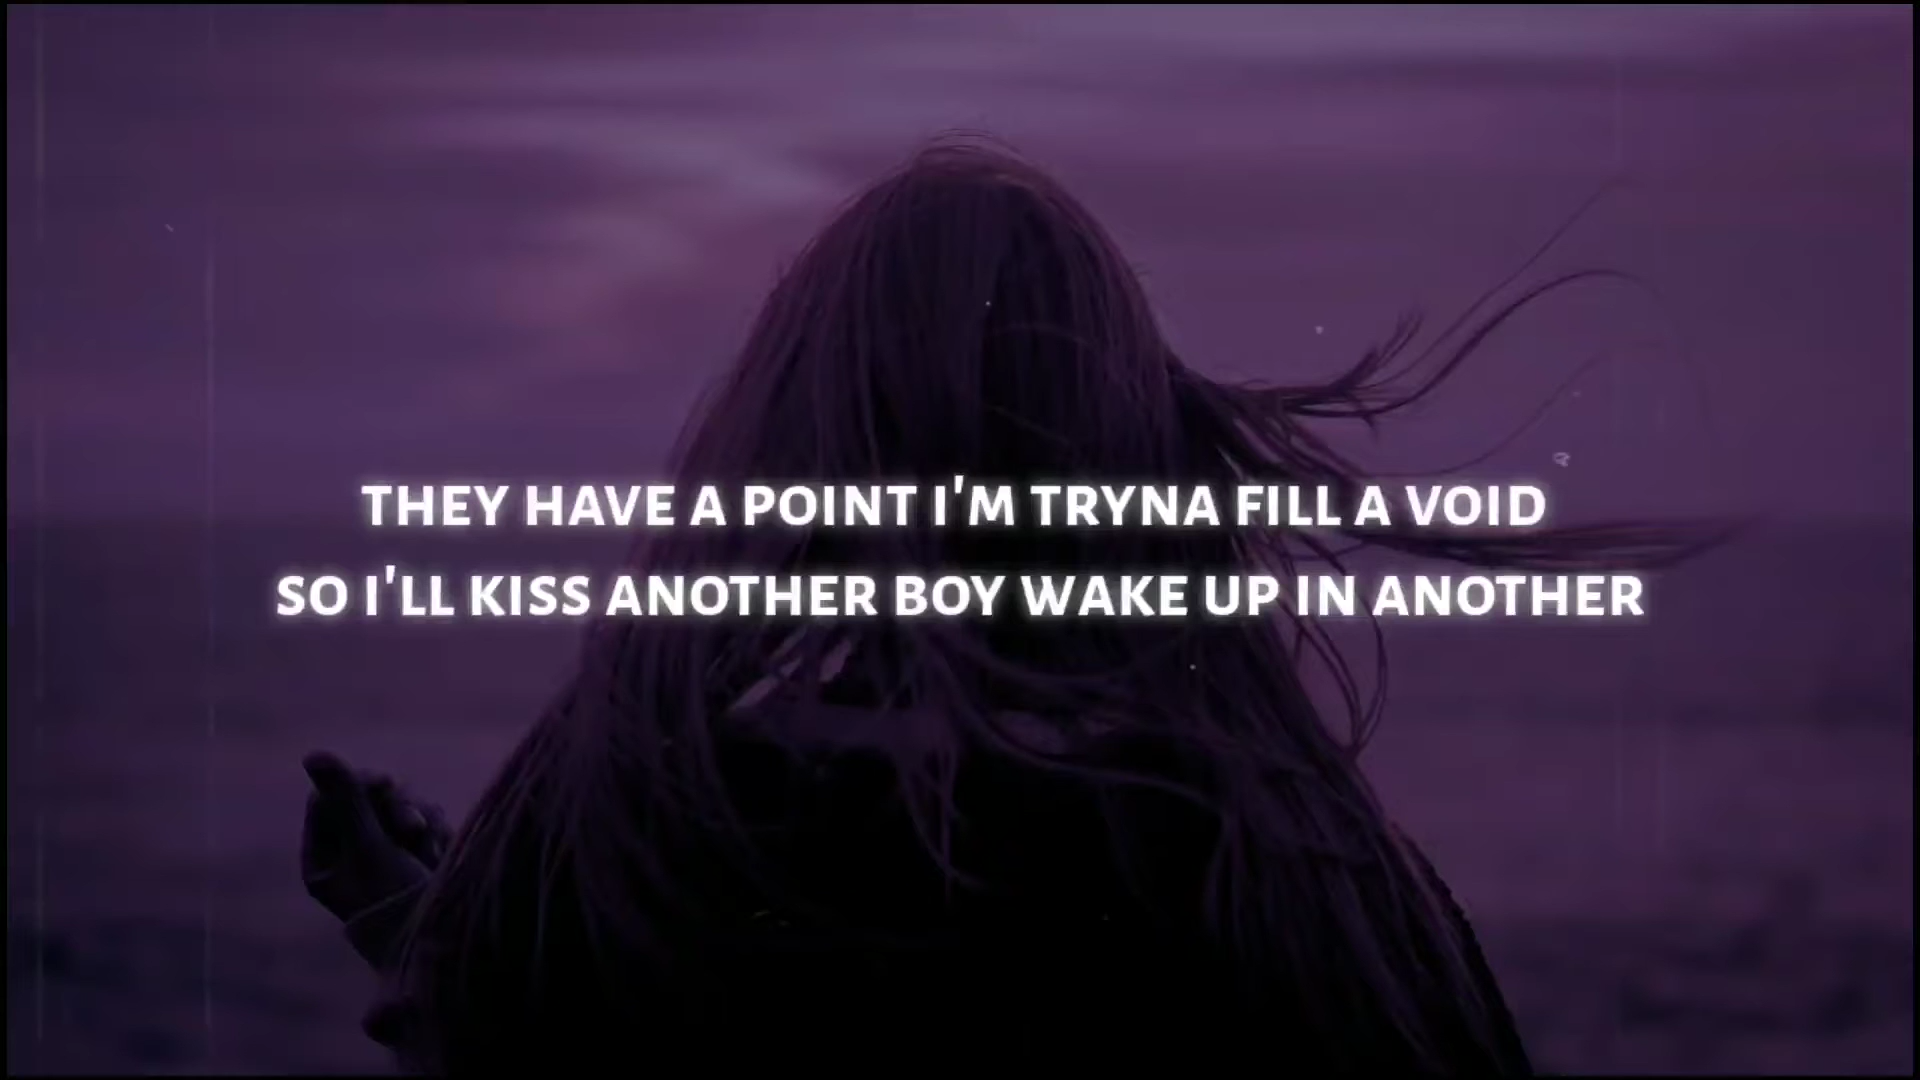 THEY HAVE A POINT I'M TRYNA FILL A VOID
SO I'LL KISS ANOTHER BOY WAKE UP IN ANOTHER